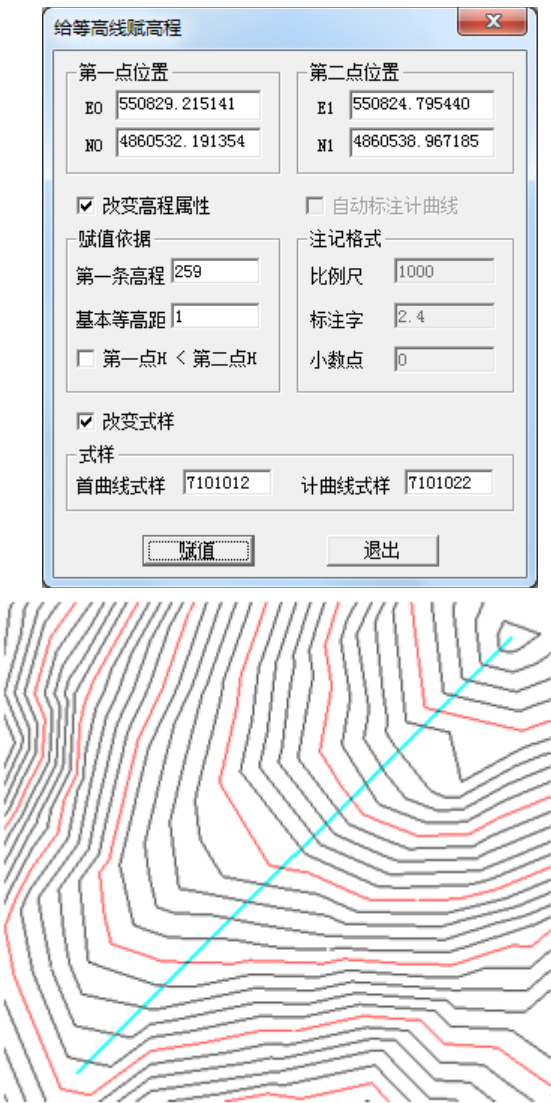 给等高线赋高程
第一点位置 第二点位置
E0 550829.215141 E1 550824.795440
N0 4860532.191354 N1 4860538.967185
改变高程属性 自动标注计曲线
赋值依据 注记格式
第一条高程 259 比例尺 1000
基本等高距 1 标注字 2.4
第一点H < 第二点H 小数点 0
改变式样
式样
首曲线式样 7101012 计曲线式样 7101022
赋值 退出